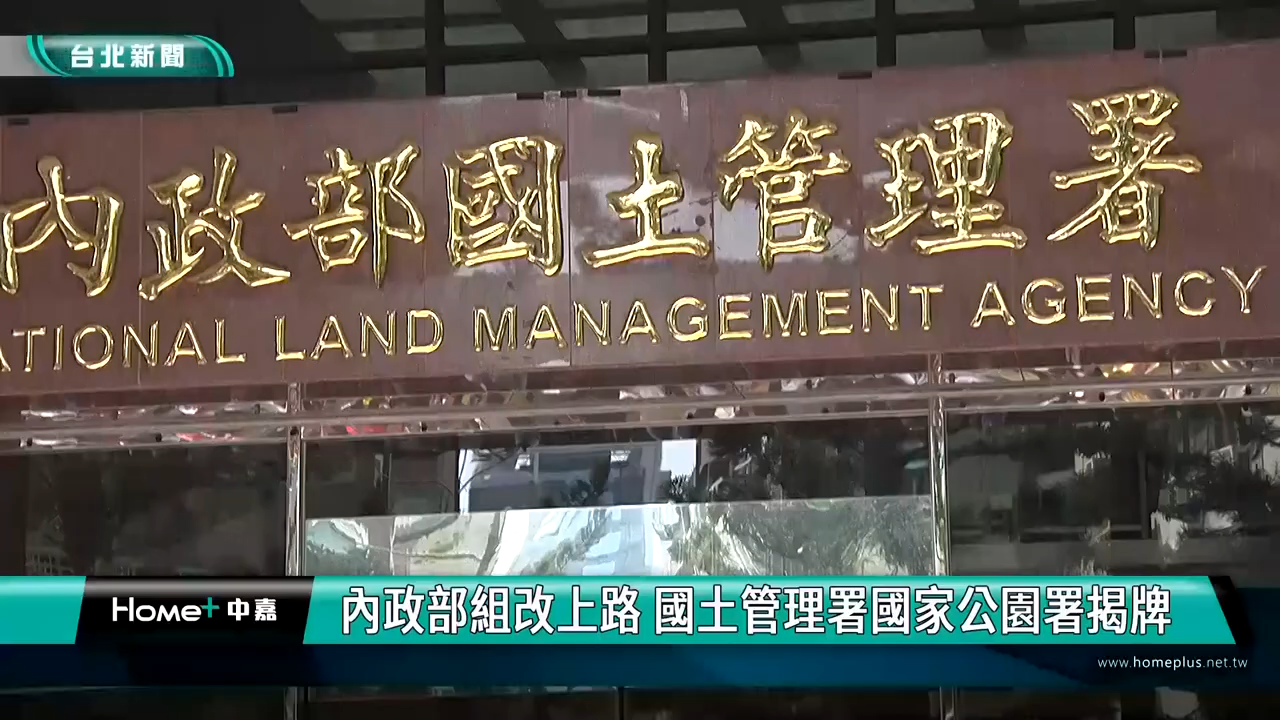 台北新聞
內政部國土管理署
ATIONAL LAND MANAGEMENT AGENCY
Home+中嘉
內政部組改上路 國土管理署國家公園署揭牌
www.homeplus.net.tw